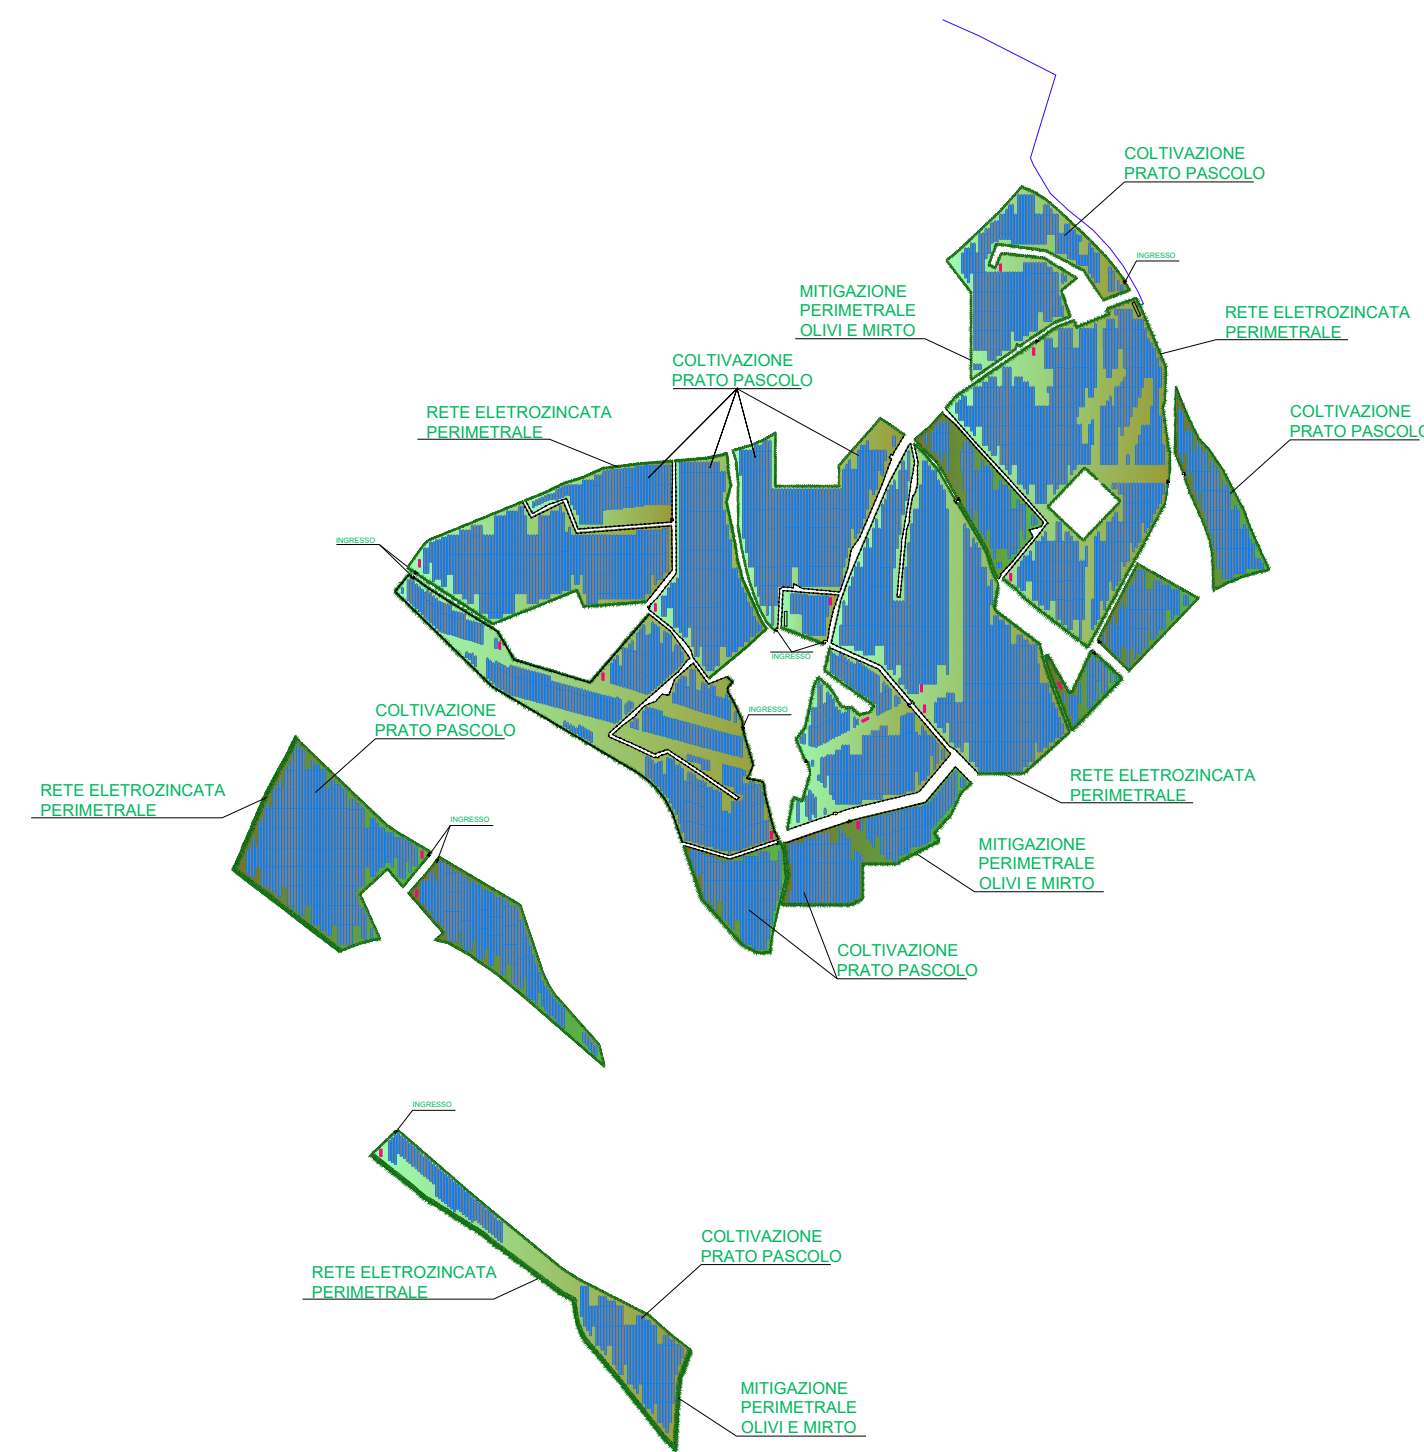 COLTIVAZIONE
PRATO PASCOLO
INGRESSO
MITIGAZIONE
PERIMETRALE
OLIVI E MIRTO
RETE ELETROZINCATA
PERIMETRALE
COLTIVAZIONE
PRATO PASCOLO
RETE ELETROZINCATA
PERIMETRALE
COLTIVAZIONE
PRATO PASCOLO
INGRESSO
INGRESSO
INGRESSO
COLTIVAZIONE
PRATO PASCOLO
RETE ELETROZINCATA
PERIMETRALE
RETE ELETROZINCATA
PERIMETRALE
INGRESSO
MITIGAZIONE
PERIMETRALE
OLIVI E MIRTO
COLTIVAZIONE
PRATO PASCOLO
INGRESSO
COLTIVAZIONE
PRATO PASCOLO
RETE ELETROZINCATA
PERIMETRALE
MITIGAZIONE
PERIMETRALE
OLIVI E MIRTO